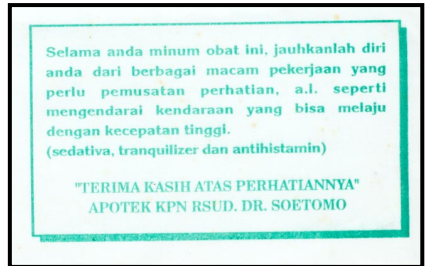 Selama anda minum obat ini, jauhkanlah diri
anda dari berbagai macam pekerjaan yang
perlu pemusatan perhatian, a.l. seperti
mengendarai kendaraan yang bisa melaju
dengan kecepatan tinggi.
(sedativa, tranquilizer dan antihistamin)
"TERIMA KASIH ATAS PERHATIANNYA"
APOTEK KPN RSUD. DR. SOETOMO